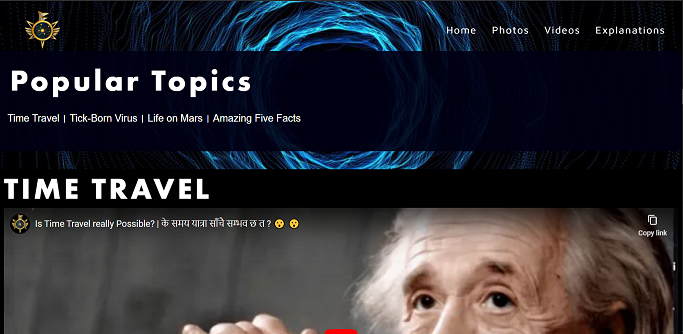 Home Photos Videos Explanations
Popular Topics
Time Travel | Tick-Born Virus | Life on Mars | Amazing Five Facts
TIME TRAVEL
Is Time Travel really Possible? | के समय यात्रा साँचै सम्भव छ त ? 😯 😯
Copy link